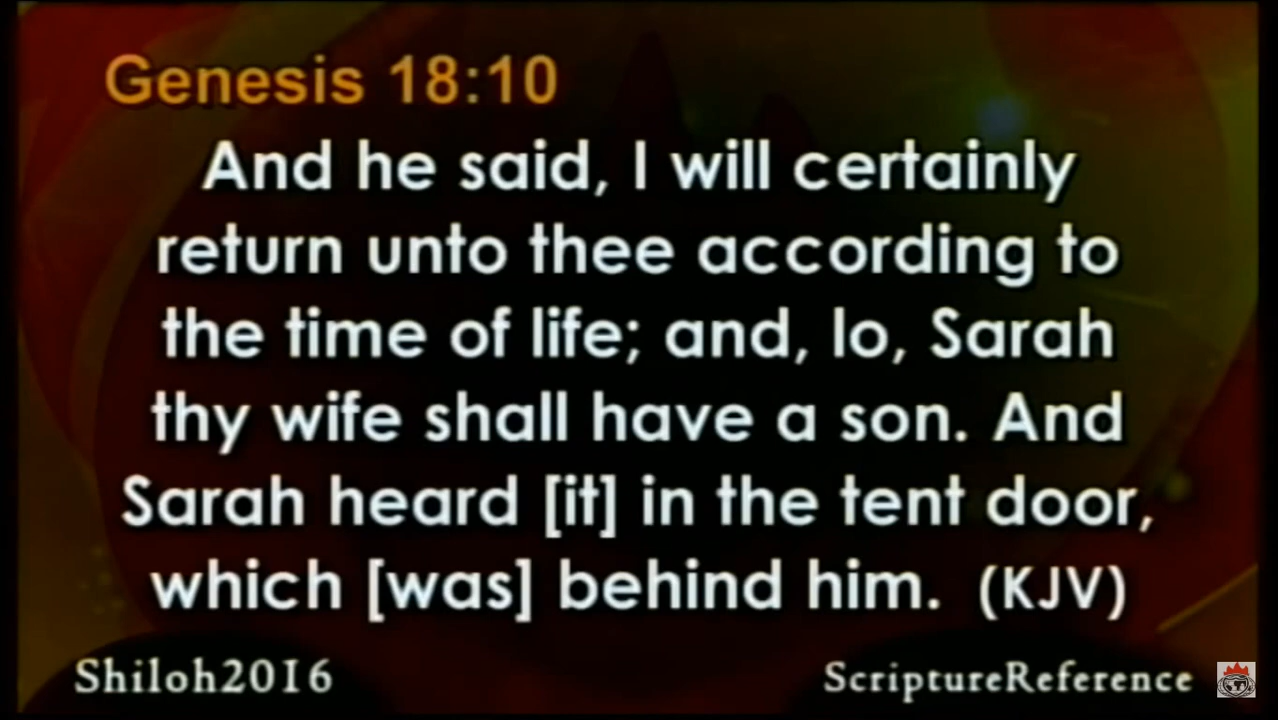 Genesis 18:10
And he said, I will certainly
return unto thee according to
the time of life; and, lo, Sarah
thy wife shall have a son. And
Sarah heard [it] in the tent door,
which [was] behind him. (KJV)
Shiloh2016
ScriptureReference